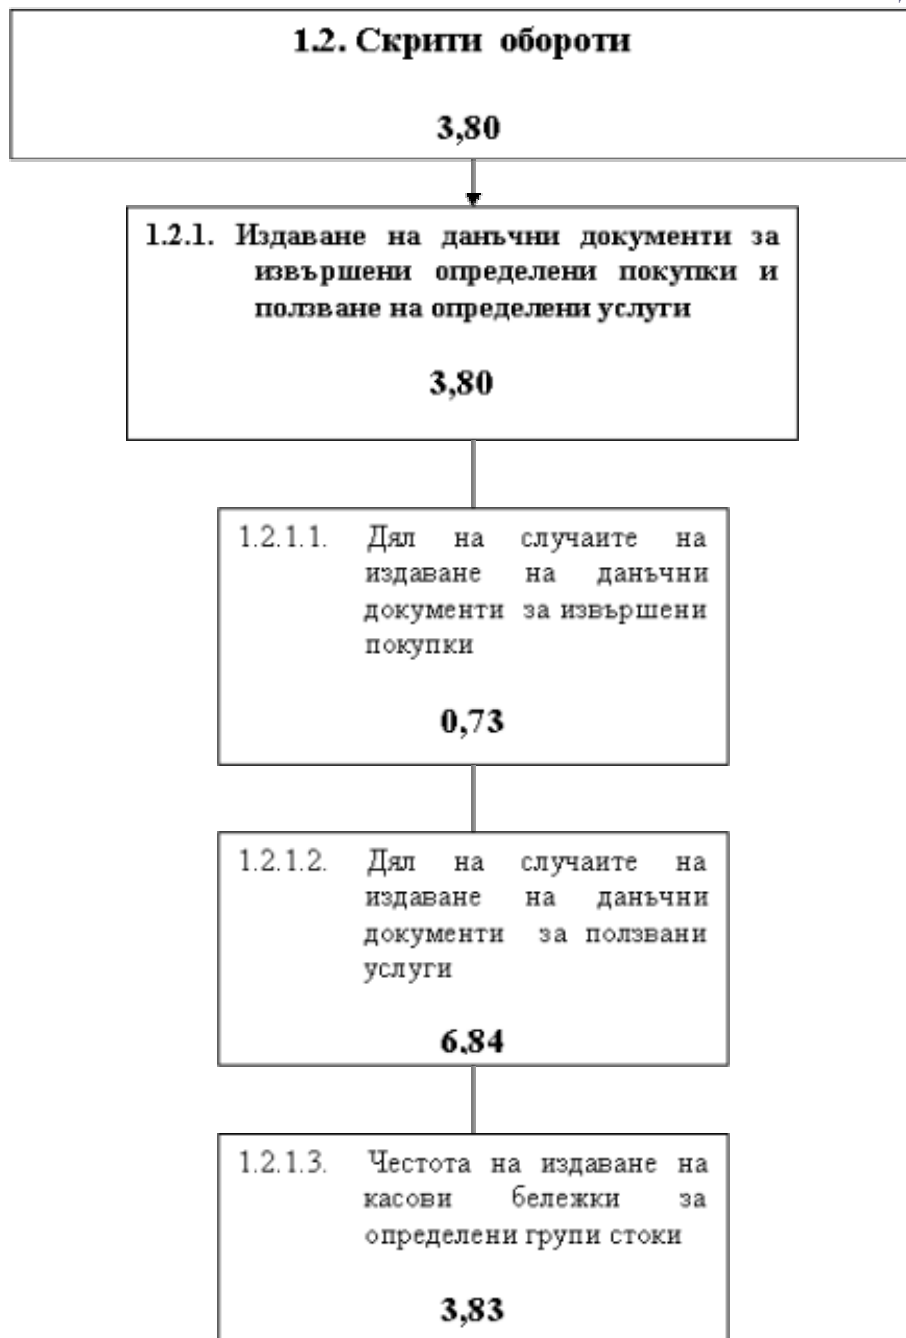 1.2. Скрити обороти
3,80
1.2.1. Издаване на данъчни документи за
извършени определени покупки и
ползване на определени услуги
3,80
1.2.1.1. Дял на случаите на
издаване на данъчни
документи за извършени
покупки
0,73
1.2.1.2. Дял на случаите на
издаване на данъчни
документи за ползвани
услуги
6,84
1.2.1.3. Честота на издаване на
касови бележки за
определени групи стоки
3,83